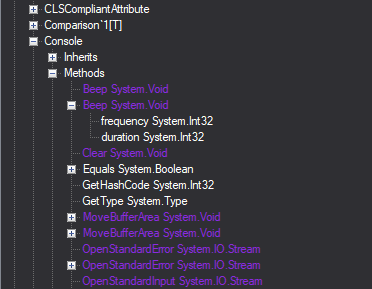 CLSCompliantAttribute
Comparison`1[T]
Console
Inherits
Methods
Beep System.Void
Beep System.Void
frequency System.Int32
duration System.Int32
Clear System.Void
Equals System.Boolean
GetHashCode System.Int32
GetType System.Type
MoveBufferArea System.Void
MoveBufferArea System.Void
OpenStandardError System.IO.Stream
OpenStandardError System.IO.Stream
OpenStandardInput System.IO.Stream